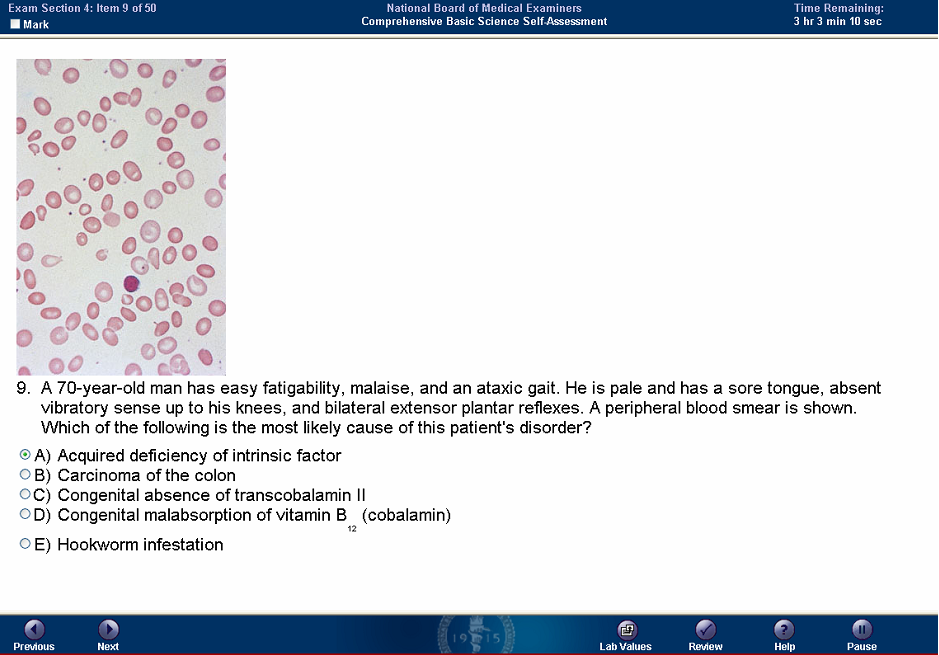 Exam Section 4: Item 9 of 50
National Board of Medical Examiners
Time Remaining:
Mark
Comprehensive Basic Science Self-Assessment
3 hr 3 min 10 sec
9. A 70-year-old man has easy fatigability, malaise, and an ataxic gait. He is pale and has a sore tongue, absent
vibratory sense up to his knees, and bilateral extensor plantar reflexes. A peripheral blood smear is shown.
Which of the following is the most likely cause of this patient's disorder?
A) Acquired deficiency of intrinsic factor
B) Carcinoma of the colon
C) Congenital absence of transcobalamin II
D) Congenital malabsorption of vitamin B12 (cobalamin)
E) Hookworm infestation
1915
Previous Next Lab Values Review Help Pause